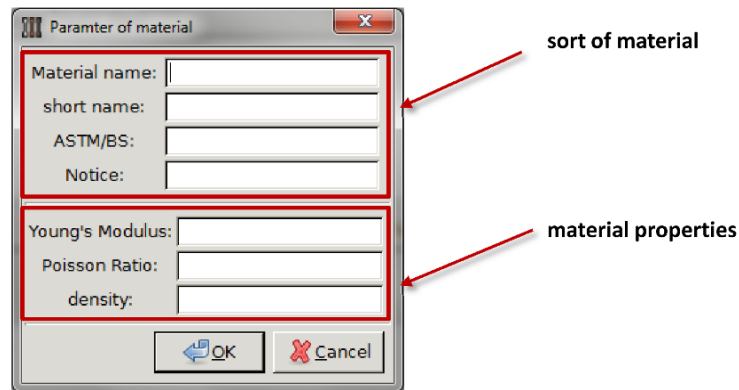 Paramter of material
x
sort of material
Material name:
short name:
ASTM/BS:
Notice:
Young's Modulus:
material properties
Poisson Ratio:
density:
OK
Cancel